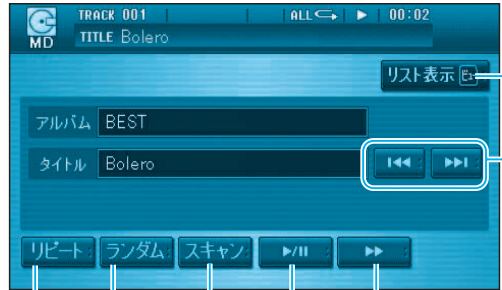 TRACK 001 ALL 00:02
MD TITLE Bolero
リスト表示
アルバム BEST
タイトル Bolero
リピート ランダム スキャン